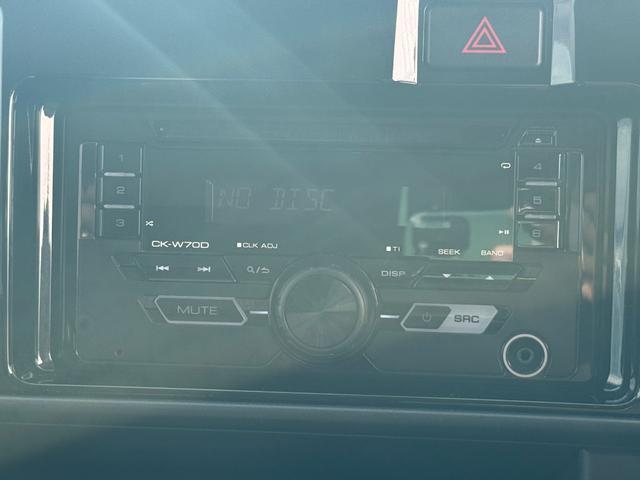 1
4
2
NO DISC
5
3
6
CK-W70D
CLK ADJ
TI
SEEK
BAND
DISP
MUTE
SRC